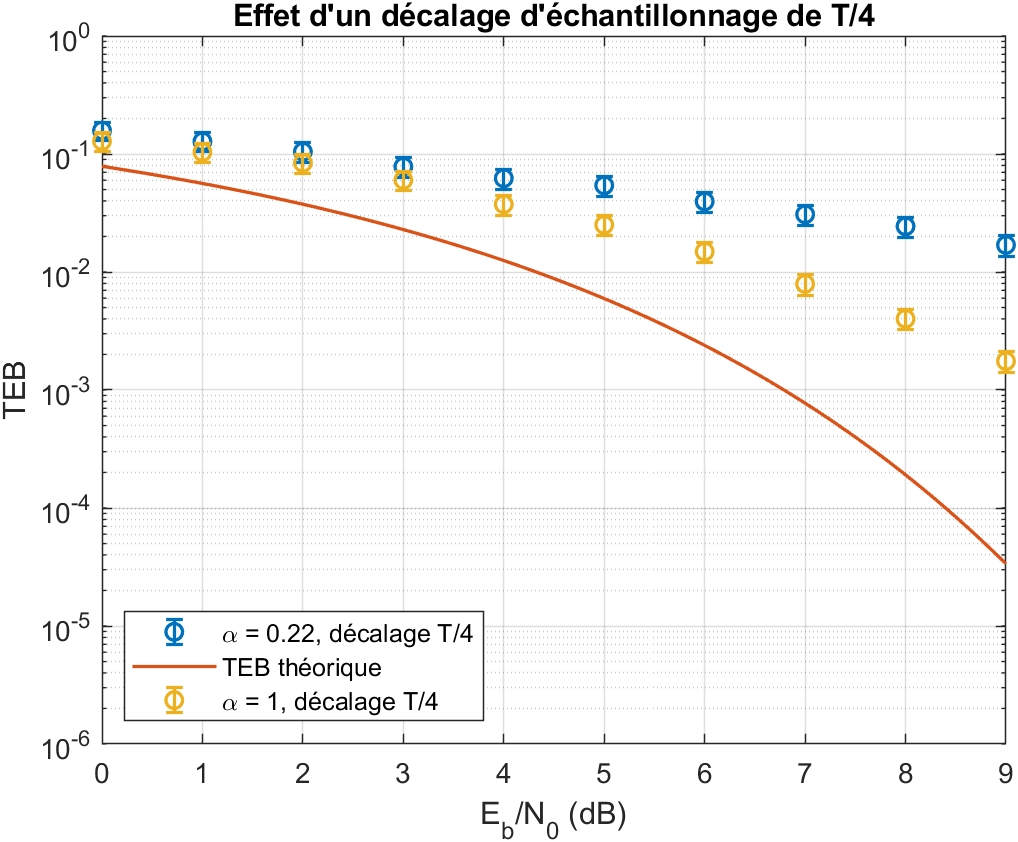 Effet d'un décalage d'échantillonnage de T/4
10^0
10^-1
10^-2
10^-3
10^-4
10^-5
10^-6
TEB
α = 0.22, décalage T/4
TEB théorique
α = 1, décalage T/4
0 1 2 3 4 5 6 7 8 9
E_b/N_0 (dB)